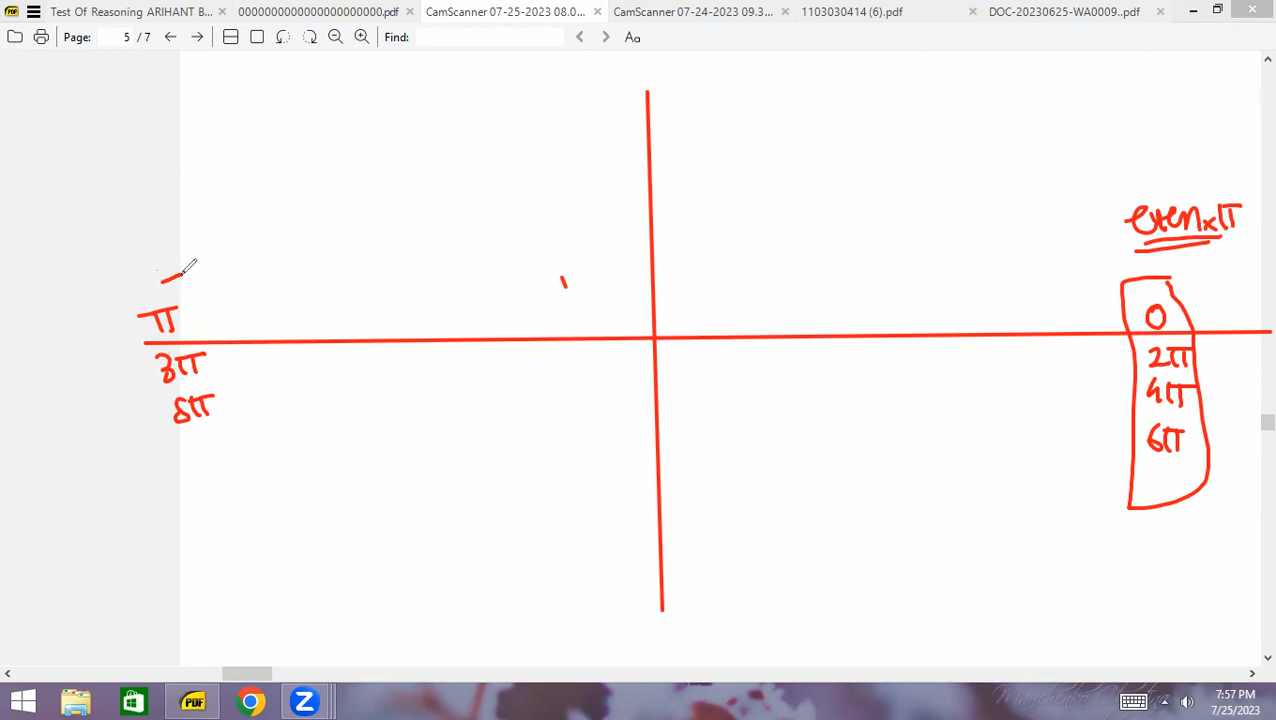 Test Of Reasoning ARIHANT B...
0000000000000000000000.pdf
CamScanner 07-25-2023 08.0...
CamScanner 07-24-2023 09.3...
1103030414 (6).pdf
DOC-20230625-WA0009..pdf
Page: 5 / 7
Find:
Aa
even×π
π
0
3π
2π
5π
4π
6π
PDF
7:57 PM
7/25/2023